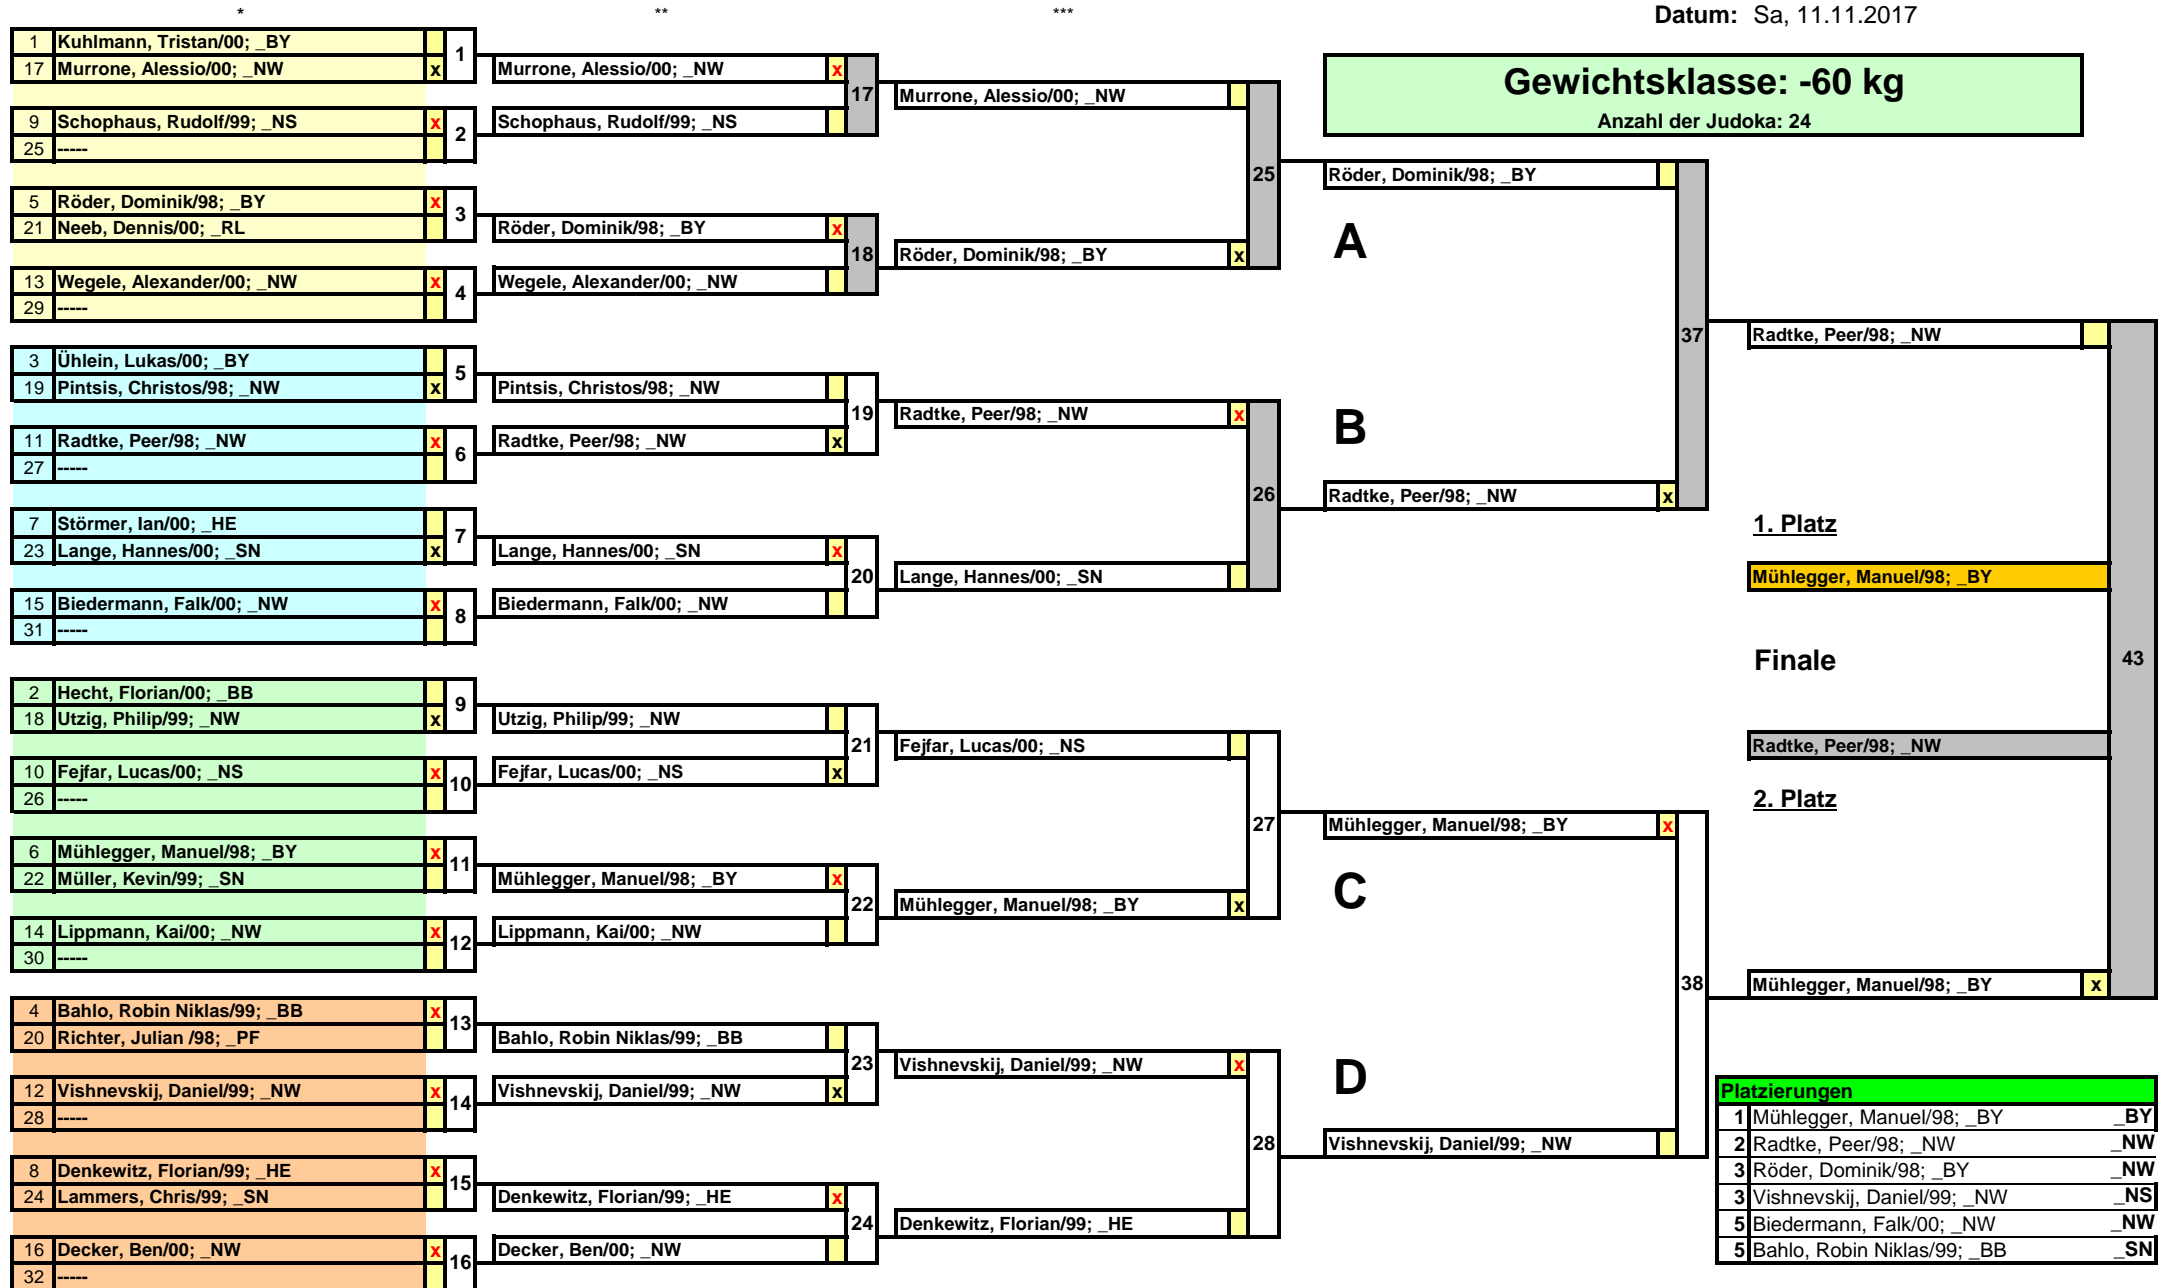 * ** *** Datum: Sa, 11.11.2017
Gewichtsklasse: -60 kg
Anzahl der Judoka: 24
1 Kuhlmann, Tristan/00; _BY
17 Murrone, Alessio/00; _NW x
1
9 Schophaus, Rudolf/99; _NS x
25 -----
2
5 Röder, Dominik/98; _BY x
21 Neeb, Dennis/00; _RL
3
13 Wegele, Alexander/00; _NW x
29 -----
4
3 Ühlein, Lukas/00; _BY
19 Pintsis, Christos/98; _NW x
5
11 Radtke, Peer/98; _NW x
27 -----
6
7 Störmer, Ian/00; _HE
23 Lange, Hannes/00; _SN x
7
15 Biedermann, Falk/00; _NW x
31 -----
8
2 Hecht, Florian/00; _BB
18 Utzig, Philip/99; _NW x
9
10 Fejfar, Lucas/00; _NS x
26 -----
10
6 Mühlegger, Manuel/98; _BY x
22 Müller, Kevin/99; _SN
11
14 Lippmann, Kai/00; _NW x
30 -----
12
4 Bahlo, Robin Niklas/99; _BB x
20 Richter, Julian /98; _PF
13
12 Vishnevskij, Daniel/99; _NW x
28 -----
14
8 Denkewitz, Florian/99; _HE x
24 Lammers, Chris/99; _SN
15
16 Decker, Ben/00; _NW x
32 -----
16
Murrone, Alessio/00; _NW x
17
Schophaus, Rudolf/99; _NS
Röder, Dominik/98; _BY x
18
Wegele, Alexander/00; _NW
Pintsis, Christos/98; _NW
19
Radtke, Peer/98; _NW x
Lange, Hannes/00; _SN x
20
Biedermann, Falk/00; _NW
Utzig, Philip/99; _NW
21
Fejfar, Lucas/00; _NS x
Mühlegger, Manuel/98; _BY x
22
Lippmann, Kai/00; _NW
Bahlo, Robin Niklas/99; _BB
23
Vishnevskij, Daniel/99; _NW x
Denkewitz, Florian/99; _HE x
24
Decker, Ben/00; _NW
Murrone, Alessio/00; _NW
25
Röder, Dominik/98; _BY x
Radtke, Peer/98; _NW x
26
Lange, Hannes/00; _SN
Fejfar, Lucas/00; _NS
27
Mühlegger, Manuel/98; _BY x
Vishnevskij, Daniel/99; _NW x
28
Denkewitz, Florian/99; _HE
Röder, Dominik/98; _BY
A
37
B
Radtke, Peer/98; _NW x
Mühlegger, Manuel/98; _BY x
C
38
D
Vishnevskij, Daniel/99; _NW
Radtke, Peer/98; _NW
1. Platz
Mühlegger, Manuel/98; _BY
Finale
43
Radtke, Peer/98; _NW
2. Platz
Mühlegger, Manuel/98; _BY x
Platzierungen
1 Mühlegger, Manuel/98; _BY _BY
2 Radtke, Peer/98; _NW _NW
3 Röder, Dominik/98; _BY _NW
3 Vishnevskij, Daniel/99; _NW _NS
5 Biedermann, Falk/00; _NW _NW
5 Bahlo, Robin Niklas/99; _BB _SN